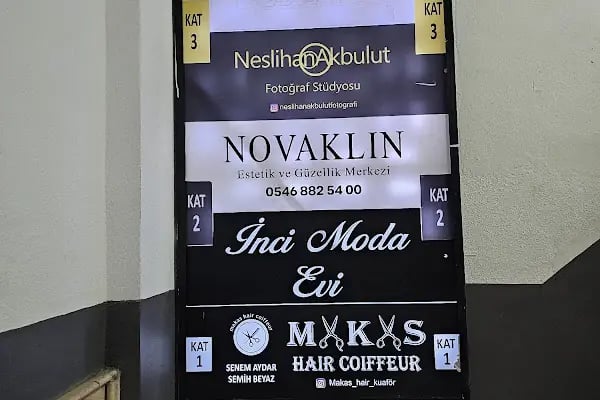 KAT
3
KAT
3
NeslihanAkbulut
Fotoğraf Stüdyosu
neslihanakbulutfotografi
NOVAKLIN
Estetik ve Güzellik Merkezi
0546 882 54 00
KAT
2
KAT
2
İnci Moda
Evi
KAT
1
makas hair coiffeur
SENEM AYDAR
SEMİH BEYAZ
MAKAS
HAIR COIFFEUR
Makas_hair_kuaför
KAT
1